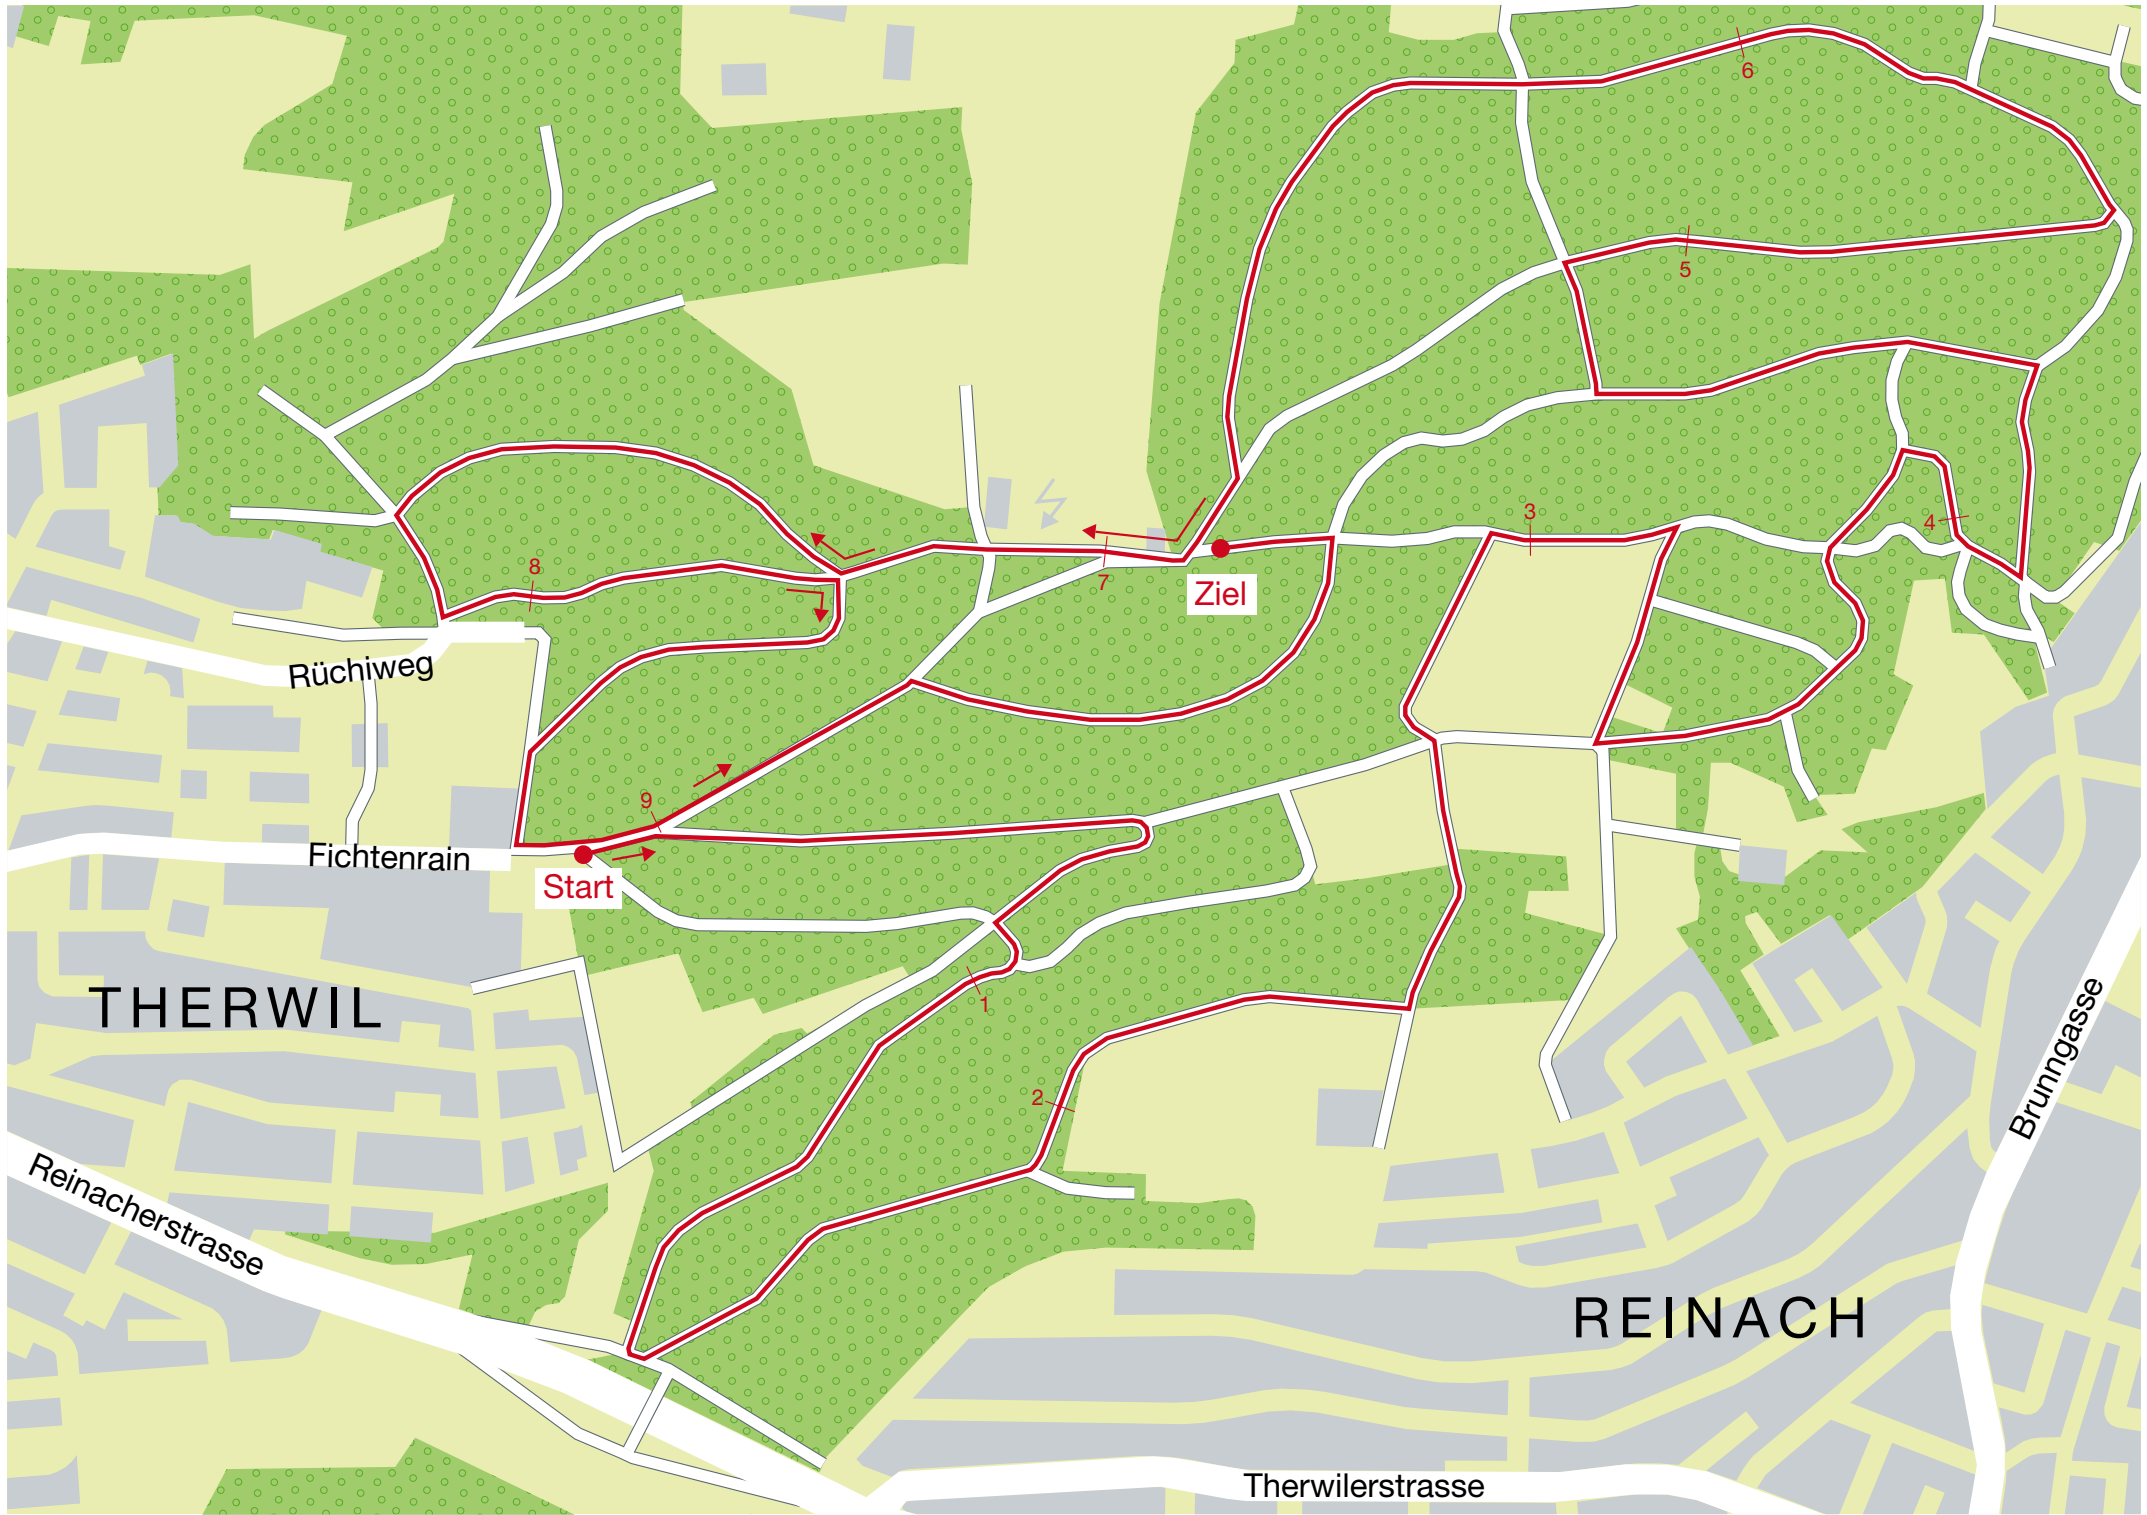 6
5
3
4
8
7
Ziel
Rüchiweg
9
Fichtenrain
Start
1
THERWIL
2
Brunngasse
Reinacherstrasse
REINACH
Therwilerstrasse